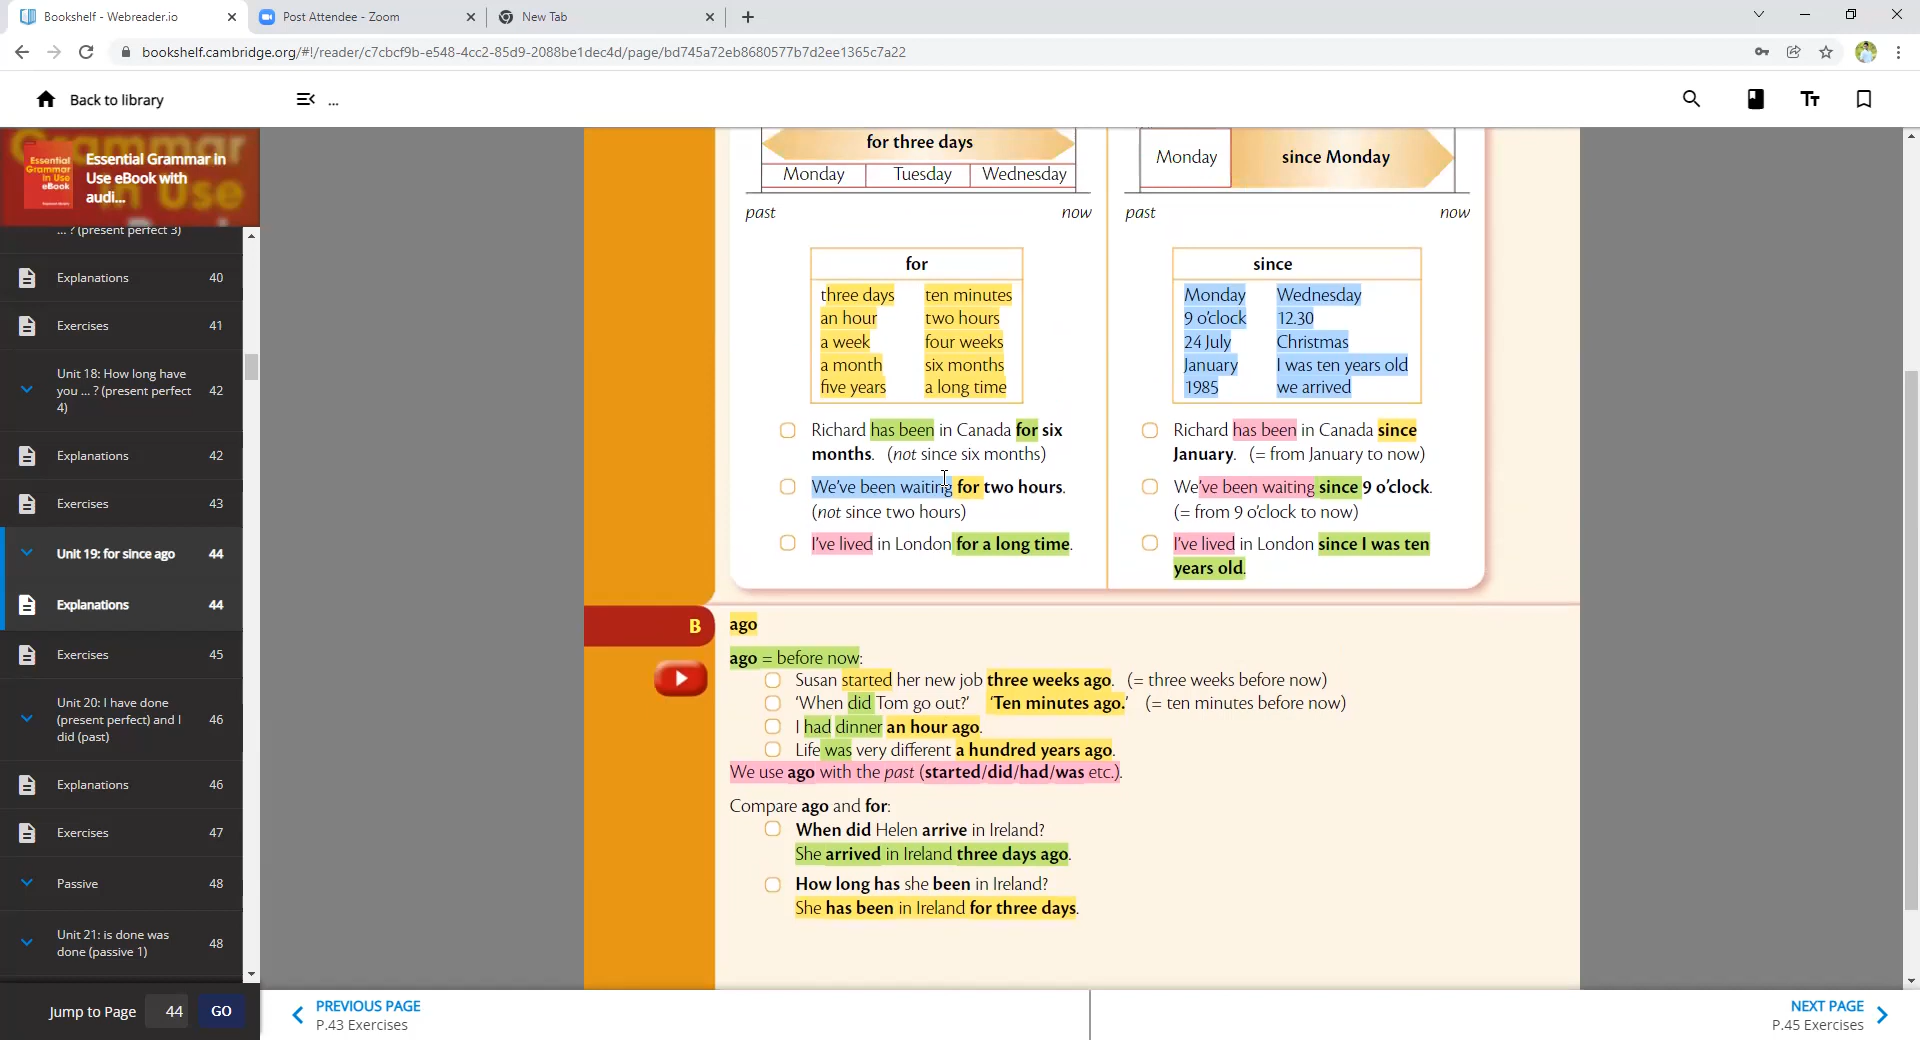 Bookshelf - Webreader.io
Post Attendee - Zoom
New Tab
bookshelf.cambridge.org/#!/reader/c7cbcf9b-e548-4cc2-85d9-2088be1dec4d/page/bd745a72eb8680577b7d2ee1365c7a22
Back to library
...
Essential Grammar in
Use eBook with
audi...
Essential
Grammar
in Use
eBook
... ? (present perfect 3)
Explanations 40
Exercises 41
Unit 18: How long have
you ... ? (present perfect 42
4)
Explanations 42
Exercises 43
Unit 19: for since ago 44
Explanations 44
Exercises 45
Unit 20: I have done
(present perfect) and I 46
did (past)
Explanations 46
Exercises 47
Passive 48
Unit 21: is done was 48
done (passive 1)
Jump to Page 44 GO
for three days
Monday Tuesday Wednesday
past now
for
three days ten minutes
an hour two hours
a week four weeks
a month six months
five years a long time
Richard has been in Canada for six
months. (not since six months)
We've been waiting for two hours.
(not since two hours)
I've lived in London for a long time.
Monday since Monday
past now
since
Monday Wednesday
9 o'clock 12.30
24 July Christmas
January I was ten years old
1985 we arrived
Richard has been in Canada since
January. (= from January to now)
We've been waiting since 9 o'clock.
(= from 9 o'clock to now)
I've lived in London since I was ten
years old.
B ago
ago = before now:
Susan started her new job three weeks ago. (= three weeks before now)
'When did Tom go out?' 'Ten minutes ago.' (= ten minutes before now)
I had dinner an hour ago.
Life was very different a hundred years ago.
We use ago with the past (started/did/had/was etc.).
Compare ago and for:
When did Helen arrive in Ireland?
She arrived in Ireland three days ago.
How long has she been in Ireland?
She has been in Ireland for three days.
PREVIOUS PAGE
P.43 Exercises
NEXT PAGE
P.45 Exercises